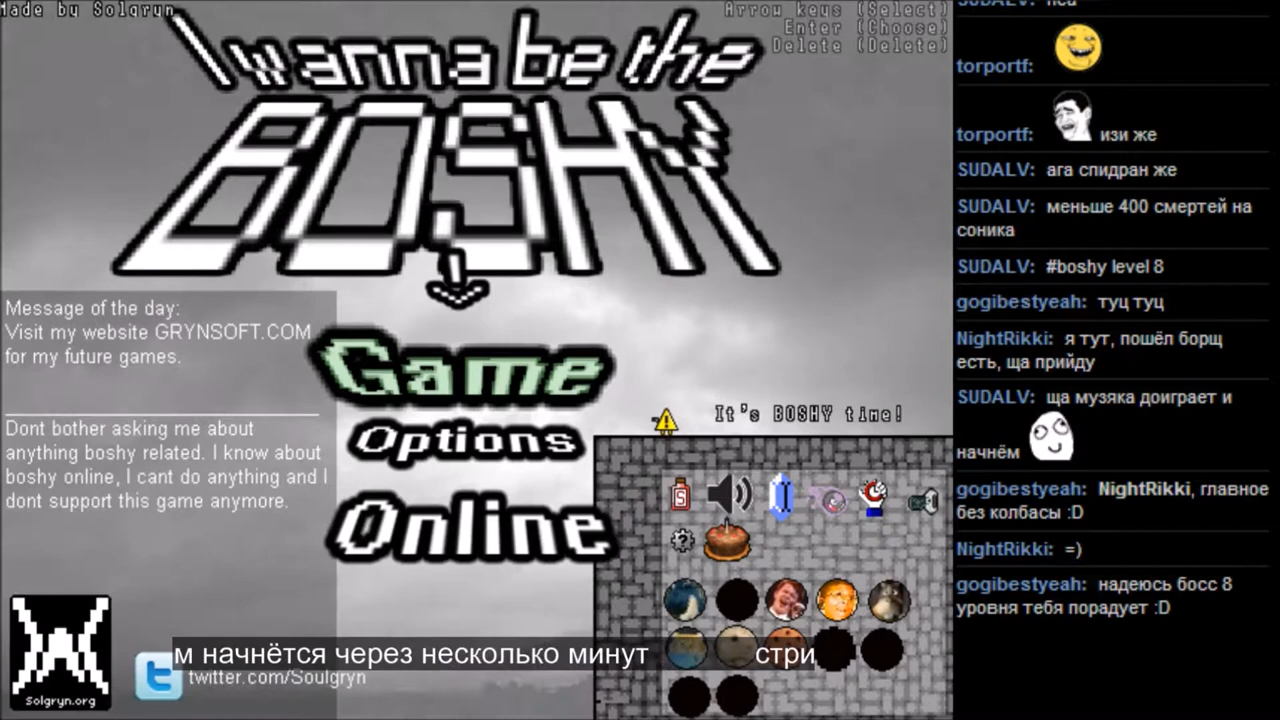 Made by Solgryn
Arrow keys (Select)
Enter (Choose)
Delete (Delete)
I wanna be the
BOSHY
Message of the day:
Visit my website GRYNSOFT.COM
for my future games.
Dont bother asking me about
anything boshy related. I know about
boshy online, I cant do anything and I
dont support this game anymore.
Game
Options
Online
It's BOSHY time!
S
?
Solgryn.org
twitter.com/Soulgryn
м начнётся через несколько минут стри
torportf:
torportf: изи же
SUDALV: ага спидран же
SUDALV: меньше 400 смертей на
соника
SUDALV: #boshy level 8
gogibestyeah: туц туц
NightRikki: я тут, пошёл борщ
есть, ща прийду
SUDALV: ща музяка доиграет и
начнём
gogibestyeah: NightRikki, главное
без колбасы :D
NightRikki: =)
gogibestyeah: надеюсь босс 8
уровня тебя порадует :D